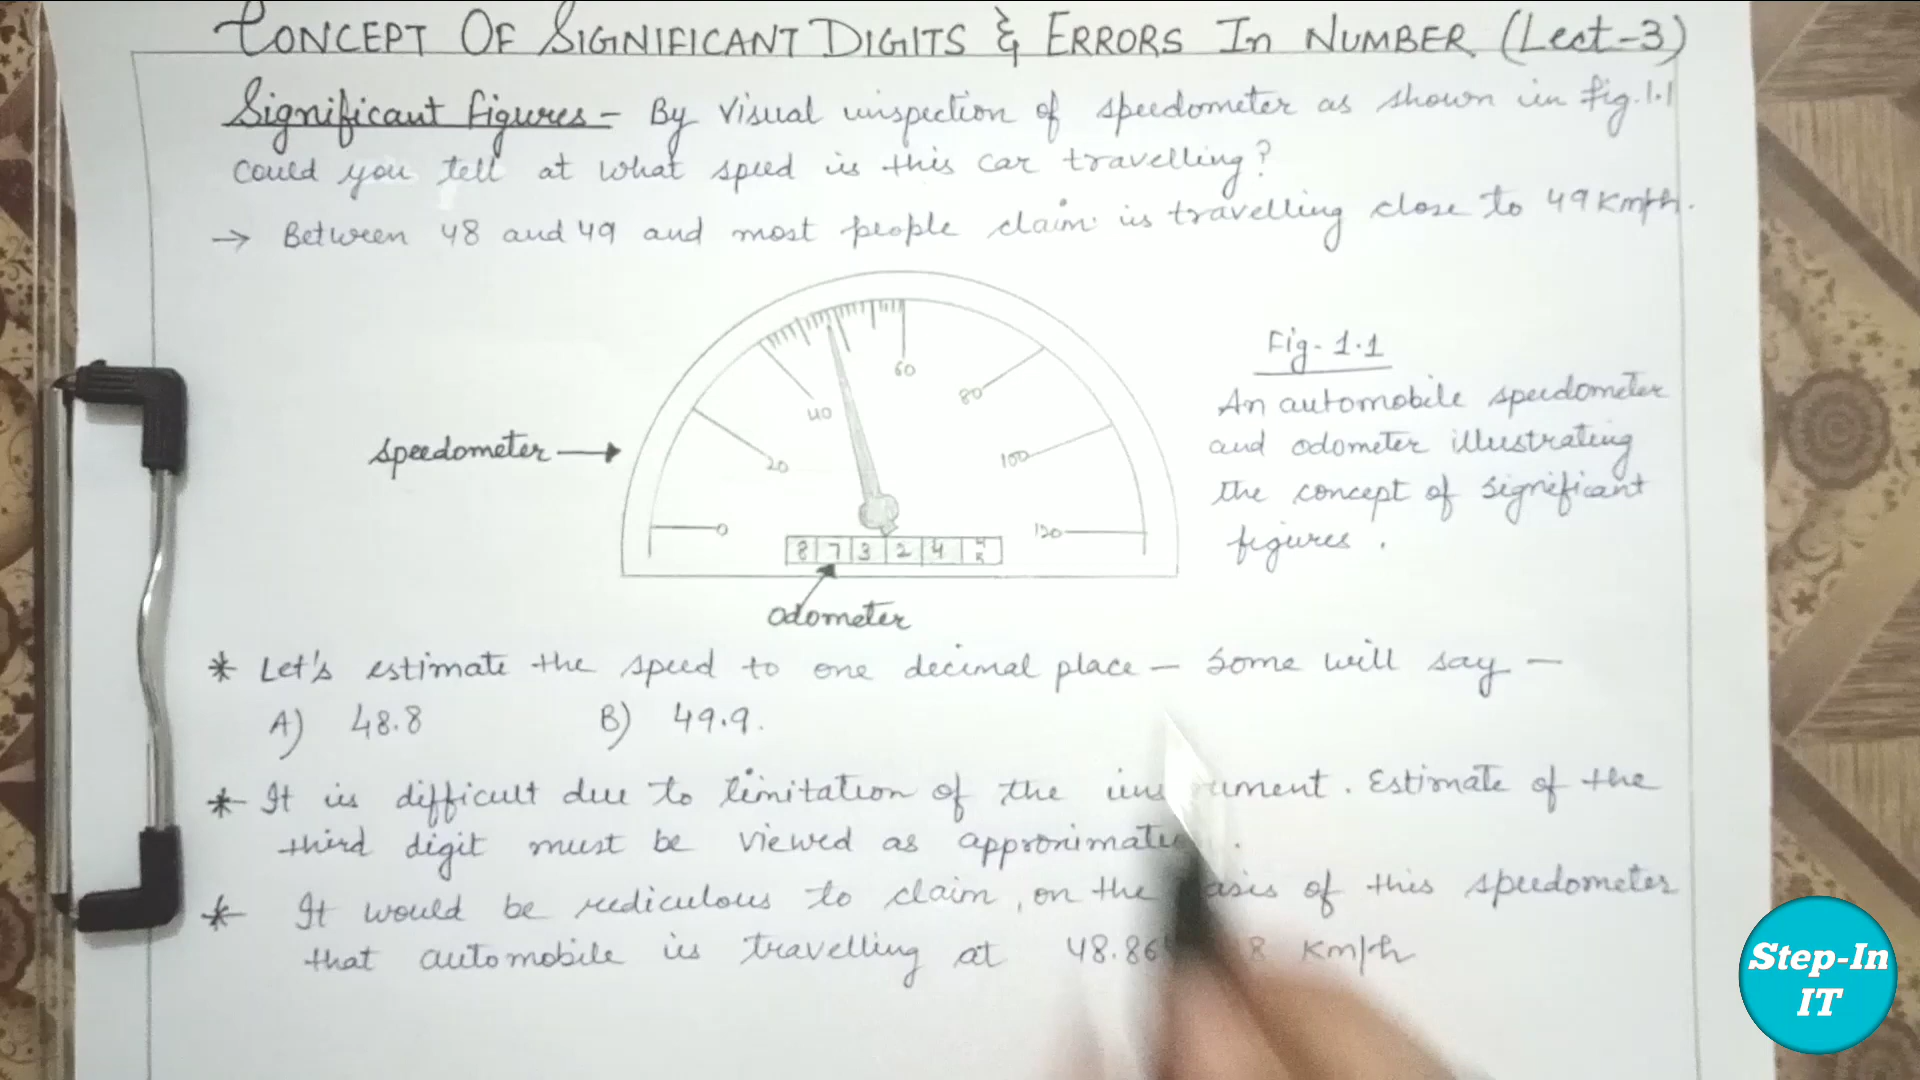 CONCEPT OF SIGNIFICANT DIGITS & ERRORS IN NUMBER (Lect-3)
Significant figures - By visual inspection of speedometer as shown in fig.1.1
could you tell at what speed is this car travelling?
→ Between 48 and 49 and most people claim is travelling close to 49 Kmph.
60
40
80
20
100
0
120
8 7 3 2 4
speedometer →
odometer
Fig- 1.1
An automobile speedometer
and odometer illustrating
the concept of significant
figures.
* Let's estimate the speed to one decimal place - Some will say -
A) 48.8 B) 49.9.
* It is difficult due to limitation of the . Estimate of the
third digit must be viewed as
* It would be rediculous to claim, on the of this speedometer
that automobile is travelling at Kmph
Step-In
IT